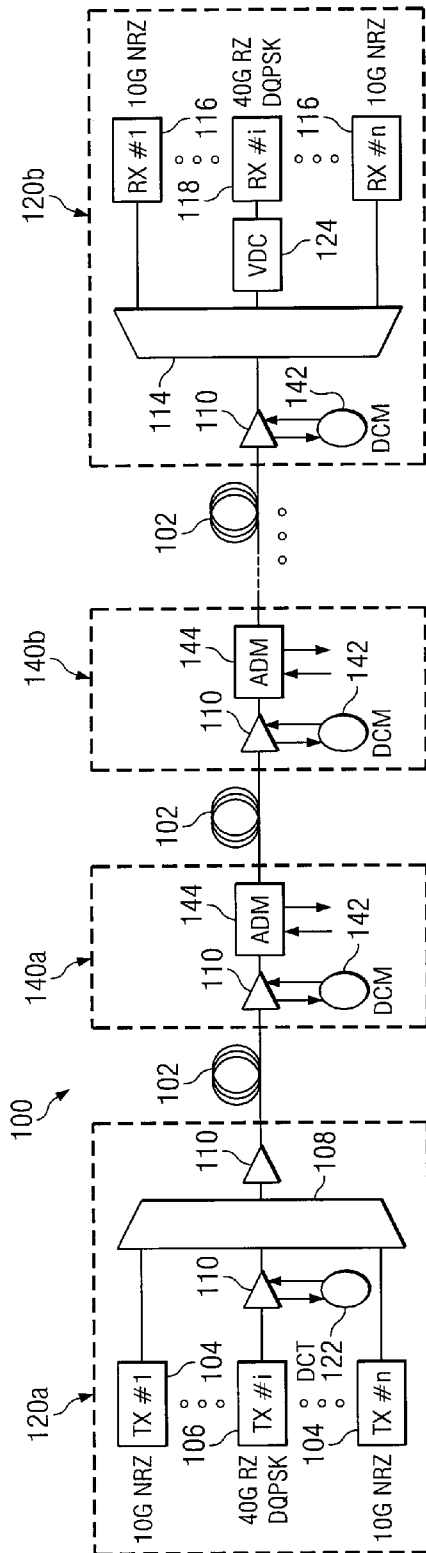 100
120a
10G NRZ
TX #1
104
106
TX #i
40G RZ
DQPSK
DCT
122
104
TX #n
10G NRZ
110
108
110
102
140a
110
144
ADM
142
DCM
102
140b
110
144
ADM
142
DCM
102
120b
110
142
DCM
114
VDC
124
10G NRZ
RX #1
116
118
RX #i
40G RZ
DQPSK
116
RX #n
10G NRZ